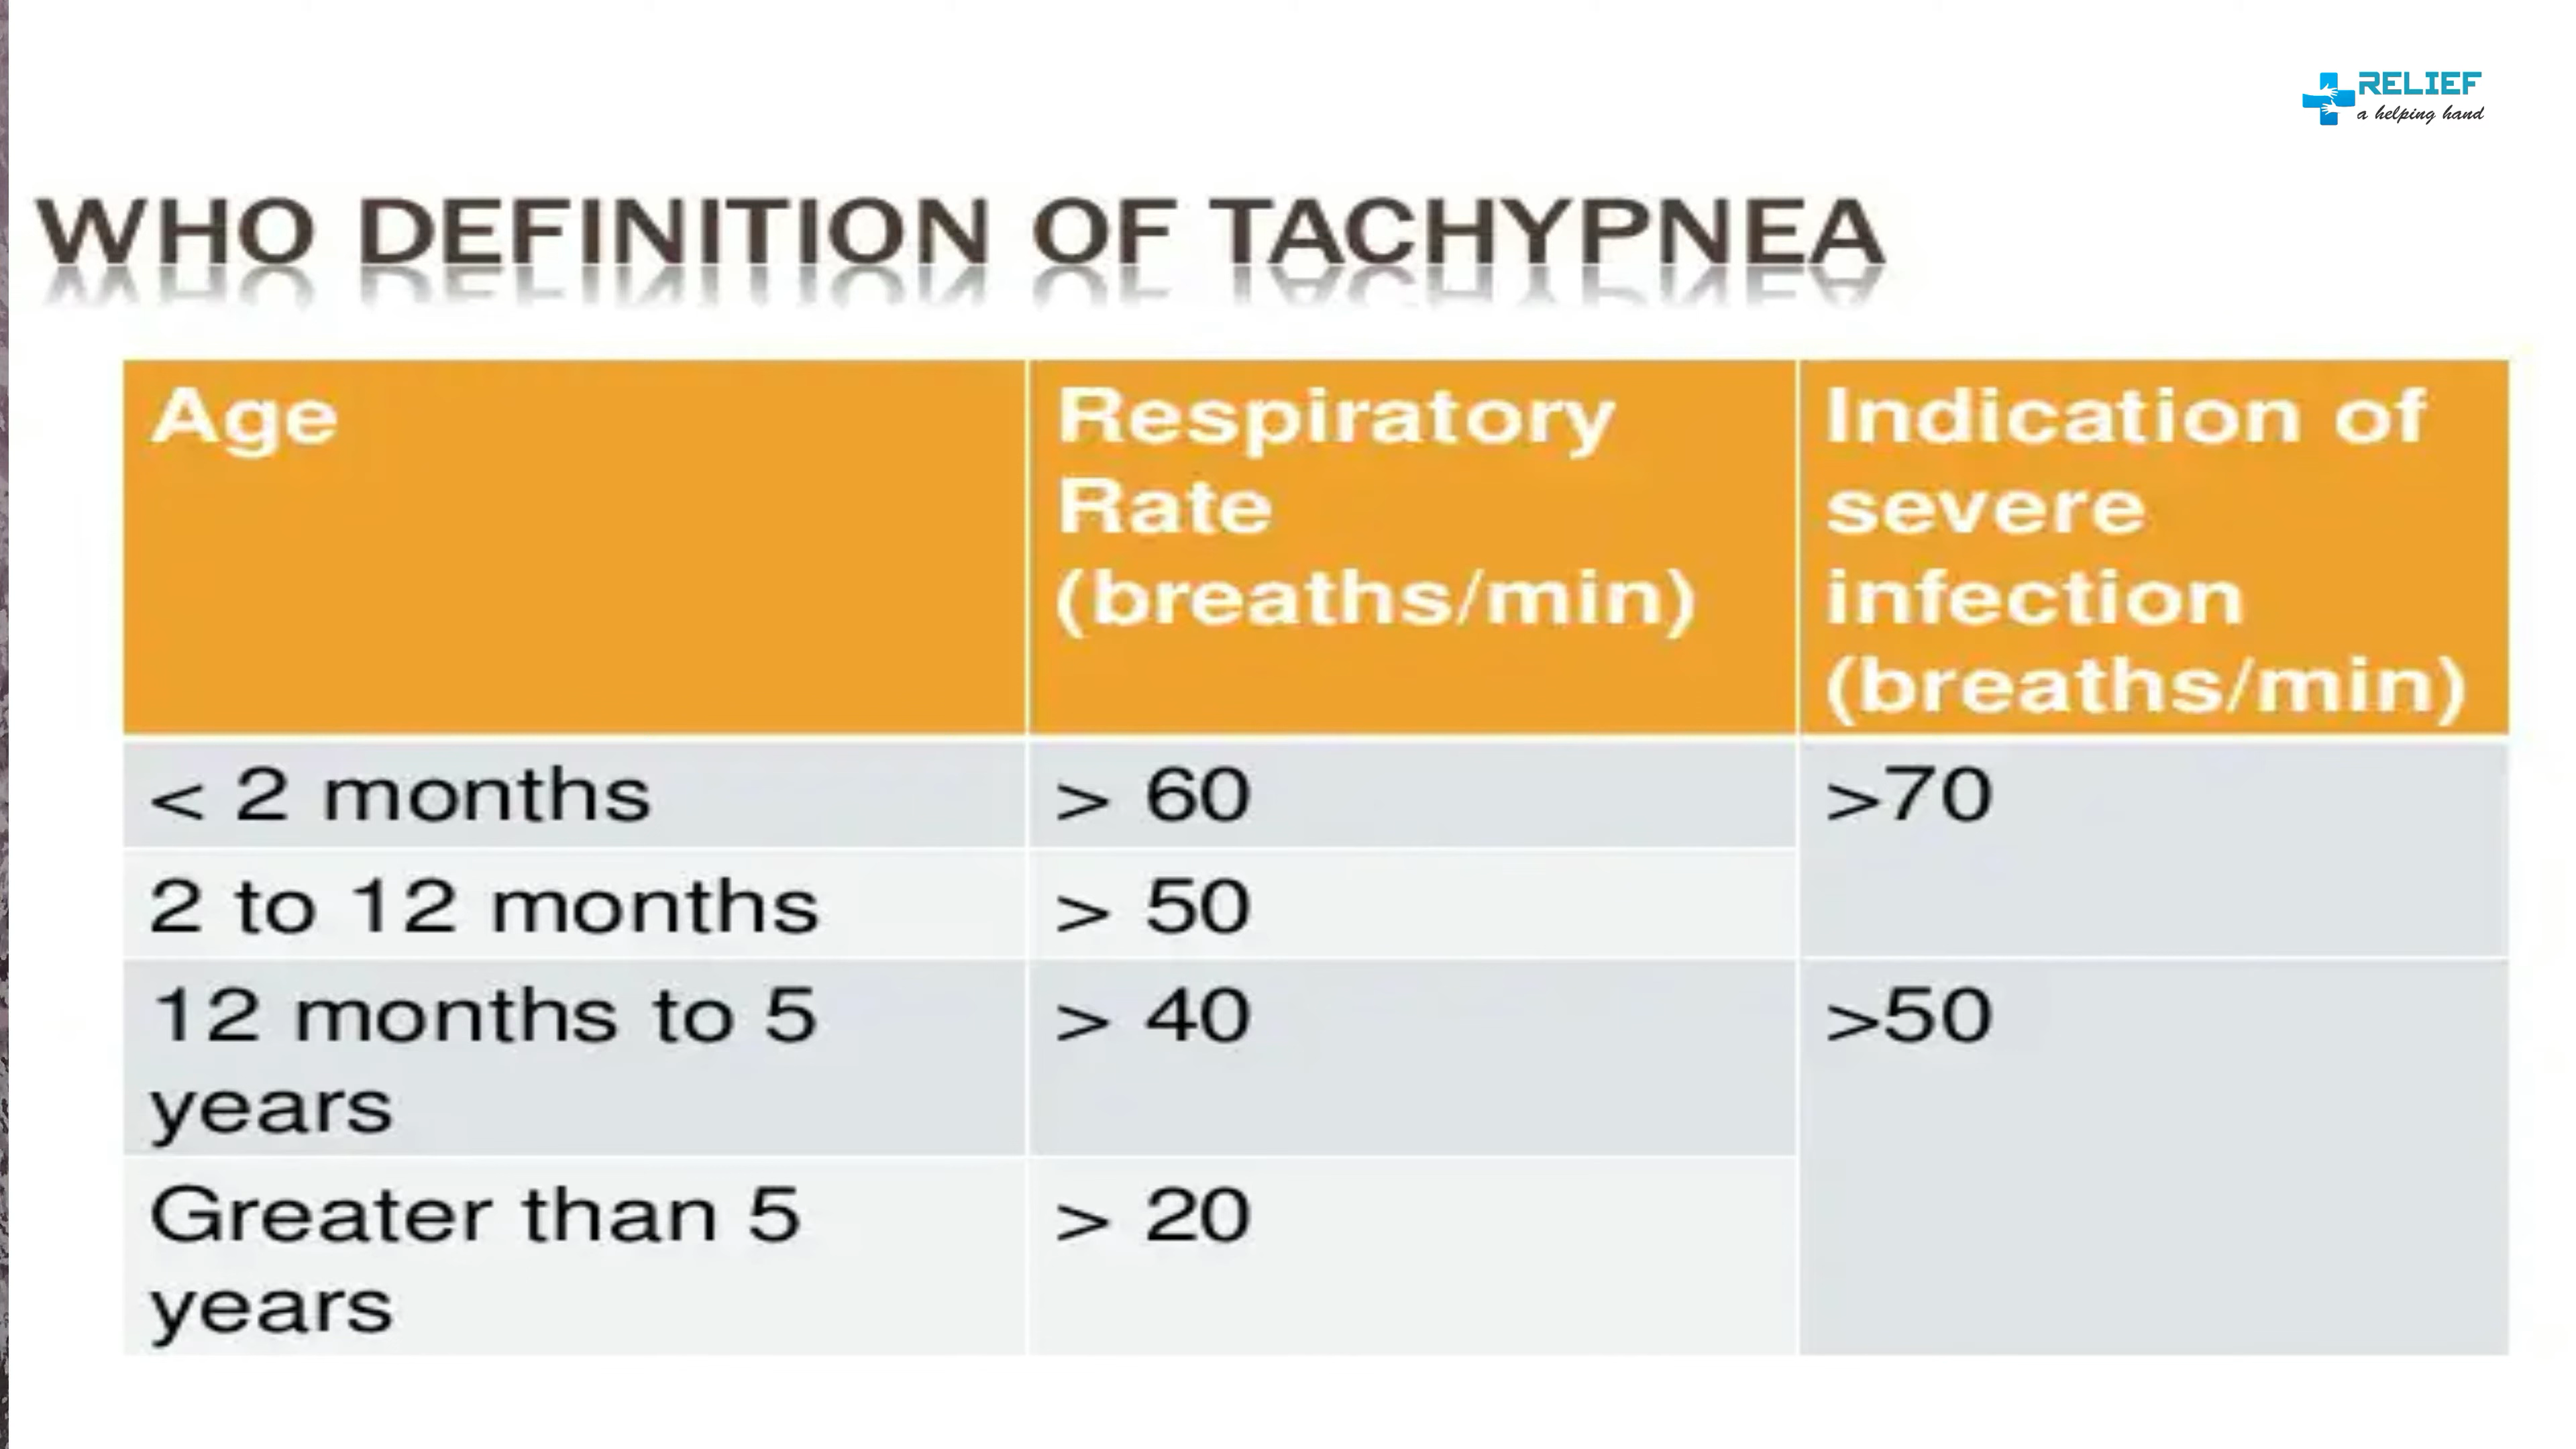 RELIEF
a helping hand
WHO DEFINITION OF TACHYPNEA
Age
Respiratory
Rate
(breaths/min)
Indication of
severe
infection
(breaths/min)
< 2 months
> 60
>70
2 to 12 months
> 50
12 months to 5
years
> 40
>50
Greater than 5
years
> 20